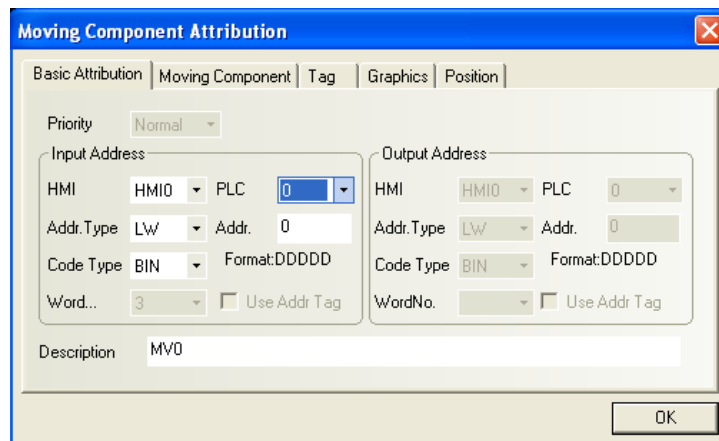 Moving Component Attribution
Basic Attribution Moving Component Tag Graphics Position
Priority Normal
Input Address
HMI HMI0 PLC 0
Addr.Type LW Addr. 0
Code Type BIN Format:DDDDD
Word... 3 Use Addr Tag
Output Address
HMI HMI0 PLC 0
Addr.Type LW Addr. 0
Code Type BIN Format:DDDDD
WordNo. Use Addr Tag
Description MV0
OK